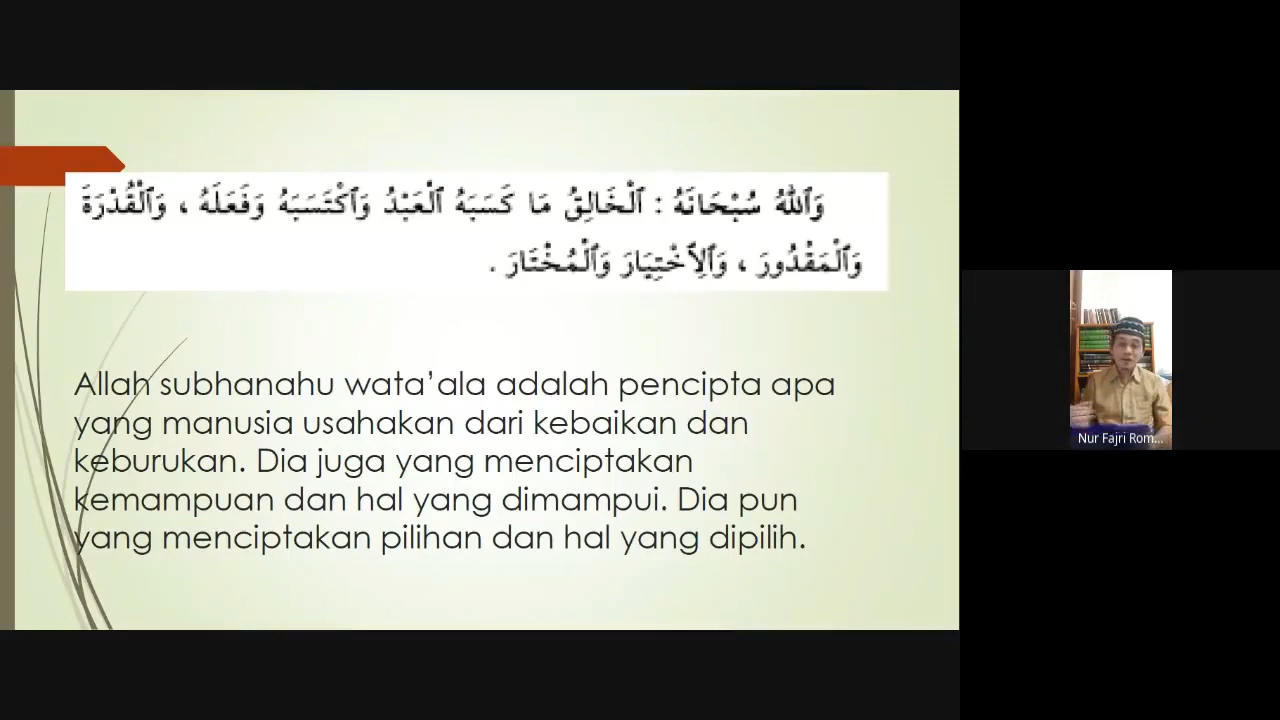 وَٱللهُ سُبْحَانَهُ : ٱلْخَالِقُ مَا كَسَبَهُ ٱلْعَبْدُ وَٱكْتَسَبَهُ وَفَعَلَهُ ، وَٱلْقُدْرَةَ
وَٱلْمَقْدُورَ ، وَٱلِٱخْتِيَارَ وَٱلْمُخْتَارَ .
Allah subhanahu wata’ala adalah pencipta apa
yang manusia usahakan dari kebaikan dan
keburukan. Dia juga yang menciptakan
kemampuan dan hal yang dimampui. Dia pun
yang menciptakan pilihan dan hal yang dipilih.
Nur Fajri Rom...